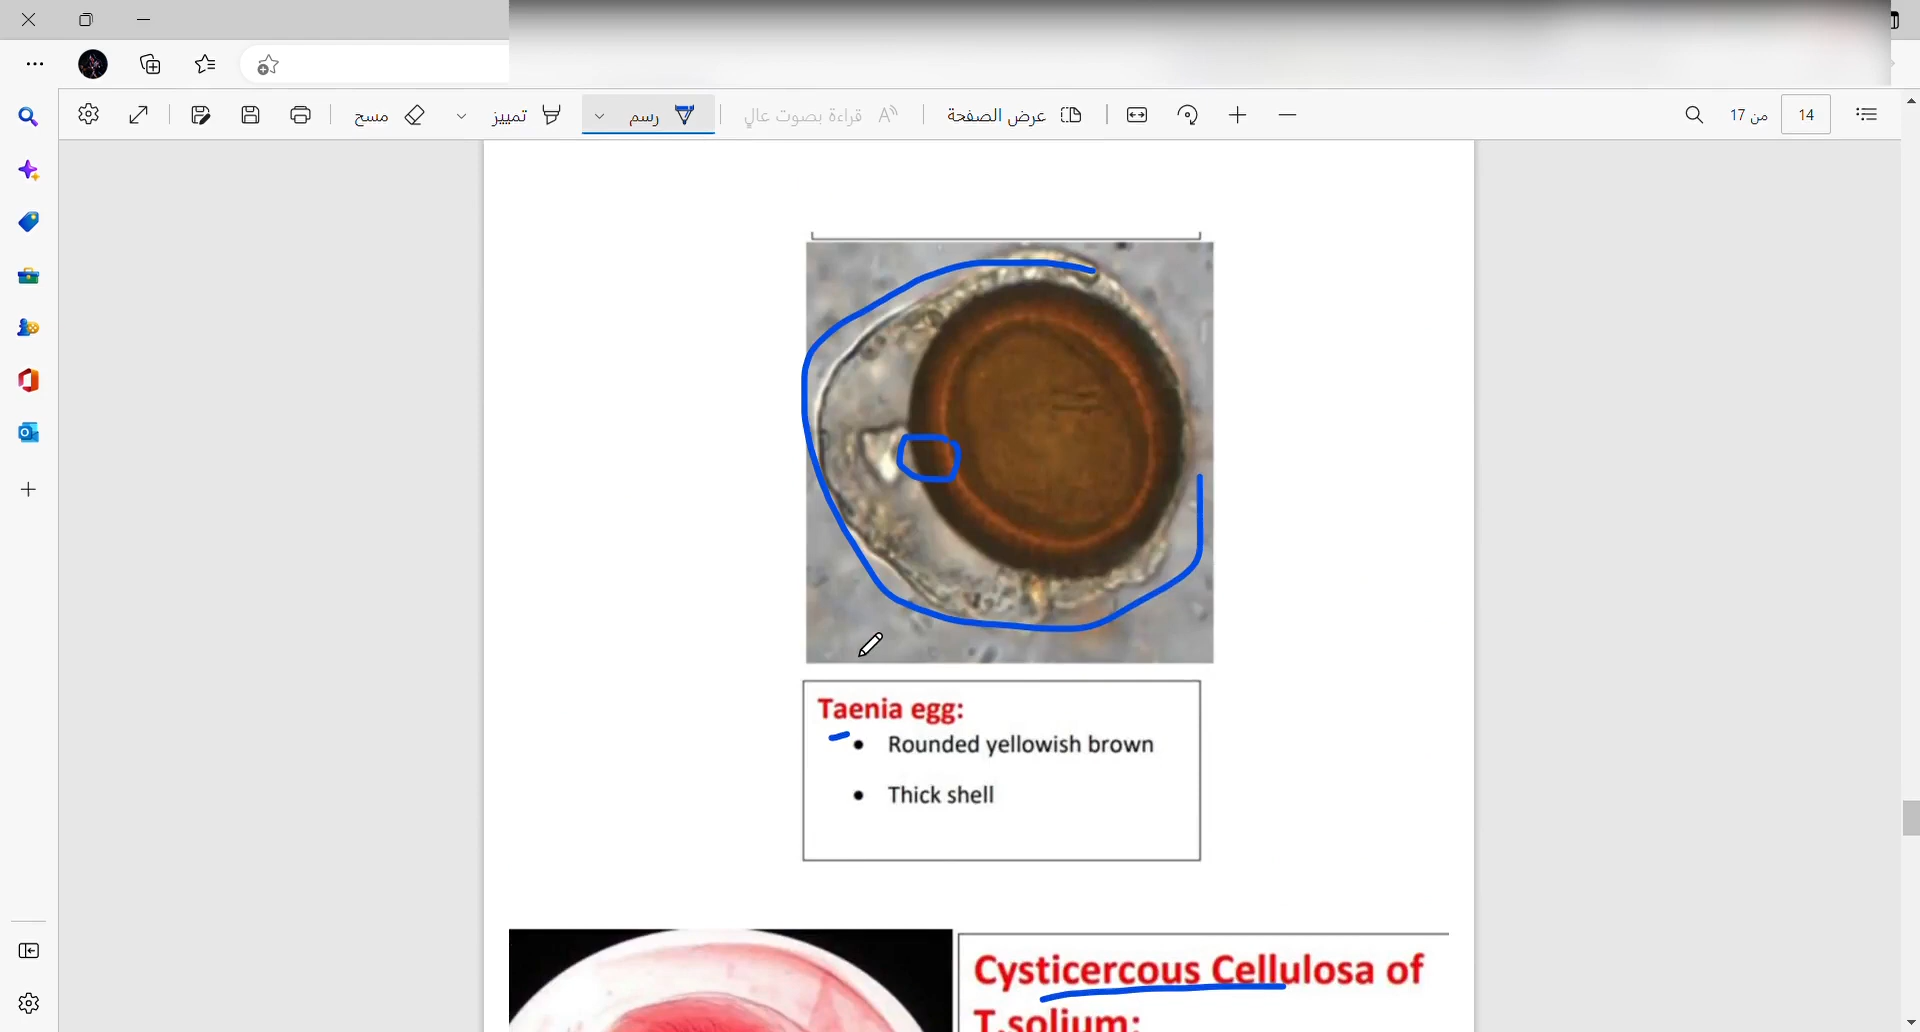 مسح
تمييز
رسم
قراءة بصوت عالٍ
عرض الصفحة
من 17
14
Taenia egg:
• Rounded yellowish brown
• Thick shell
Cysticercous Cellulosa of
T.solium: